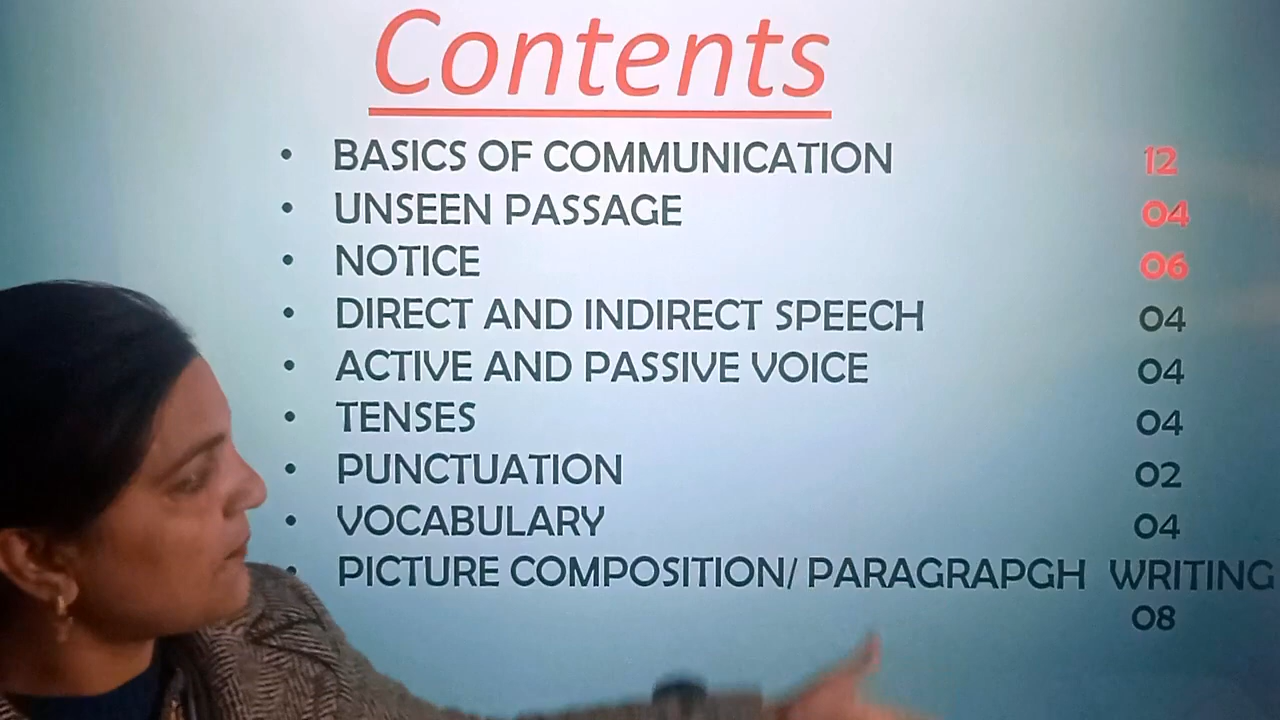 Contents
• BASICS OF COMMUNICATION 12
• UNSEEN PASSAGE 04
• NOTICE 06
• DIRECT AND INDIRECT SPEECH 04
• ACTIVE AND PASSIVE VOICE 04
• TENSES 04
• PUNCTUATION 02
• VOCABULARY 04
• PICTURE COMPOSITION/ PARAGRAPGH WRITING
08